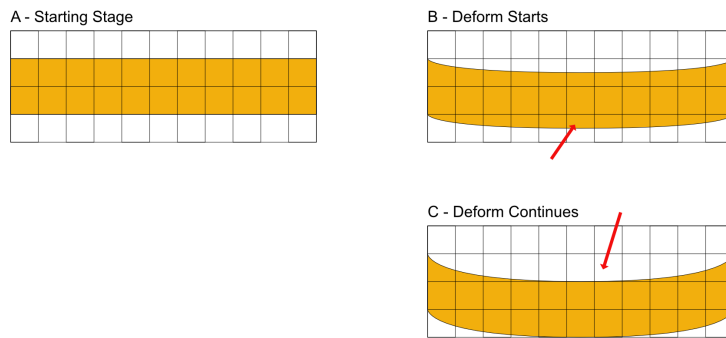 A - Starting Stage
B - Deform Starts
C - Deform Continues